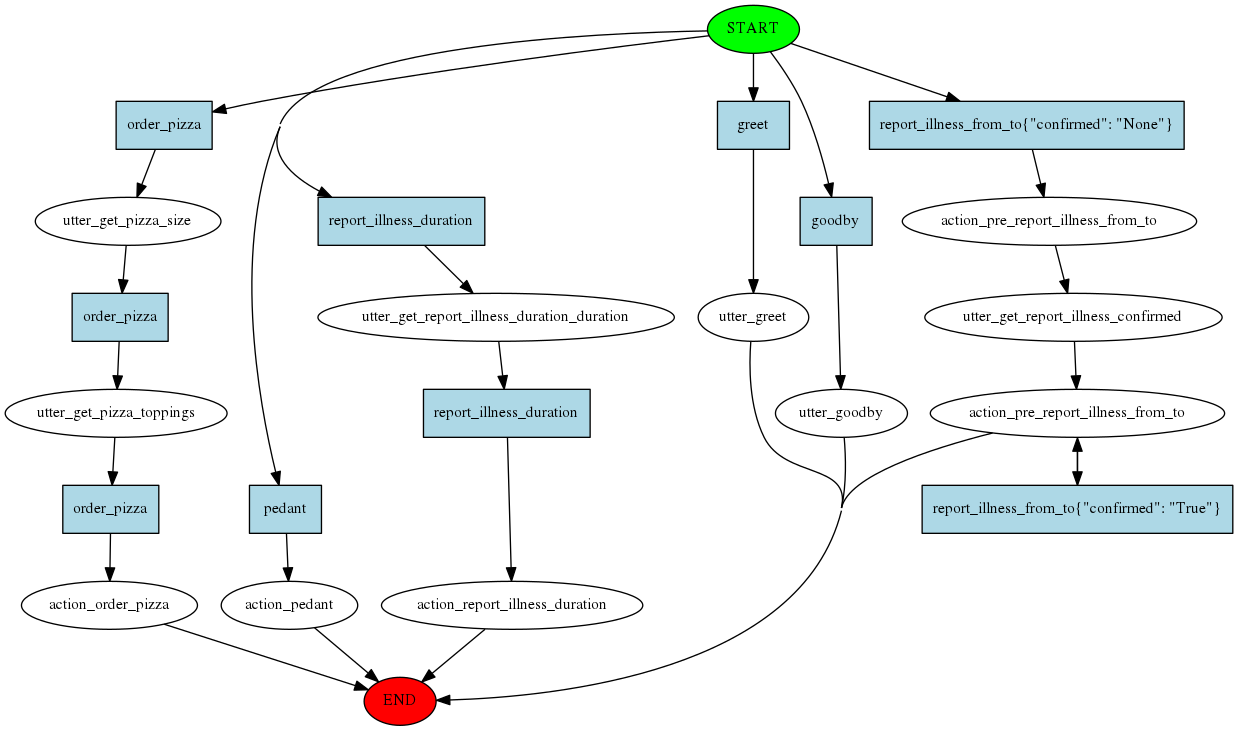 START
order_pizza
greet
report_illness_from_to{"confirmed": "None"}
utter_get_pizza_size
report_illness_duration
goodby
action_pre_report_illness_from_to
order_pizza
utter_get_report_illness_duration_duration
utter_greet
utter_get_report_illness_confirmed
utter_get_pizza_toppings
report_illness_duration
utter_goodby
action_pre_report_illness_from_to
order_pizza
pedant
report_illness_from_to{"confirmed": "True"}
action_order_pizza
action_pedant
action_report_illness_duration
END